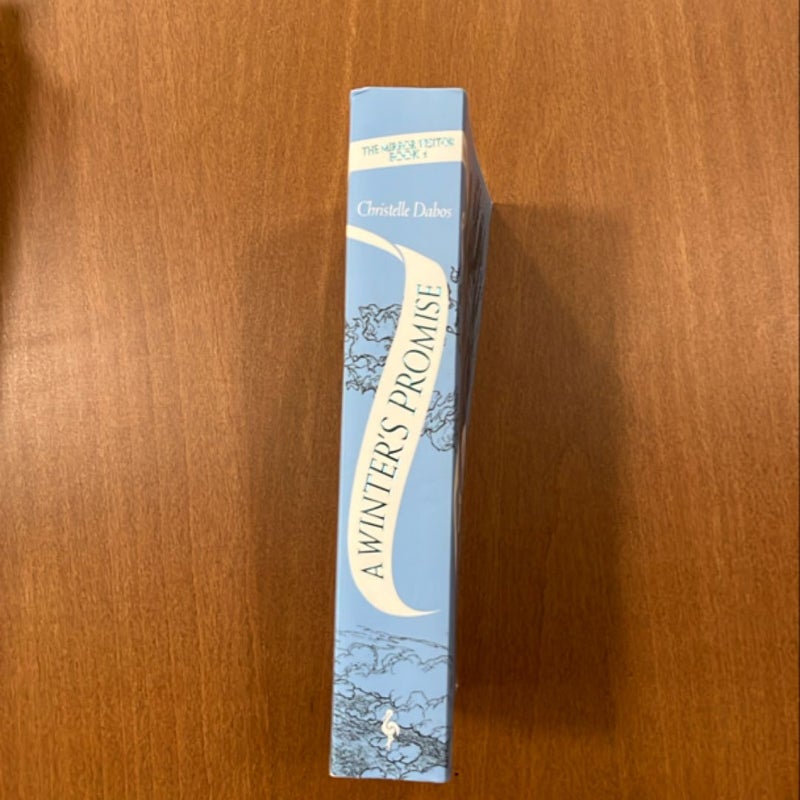 THE MIRROR VISITOR
BOOK 1
Christelle Dabos
A WINTER'S PROMISE